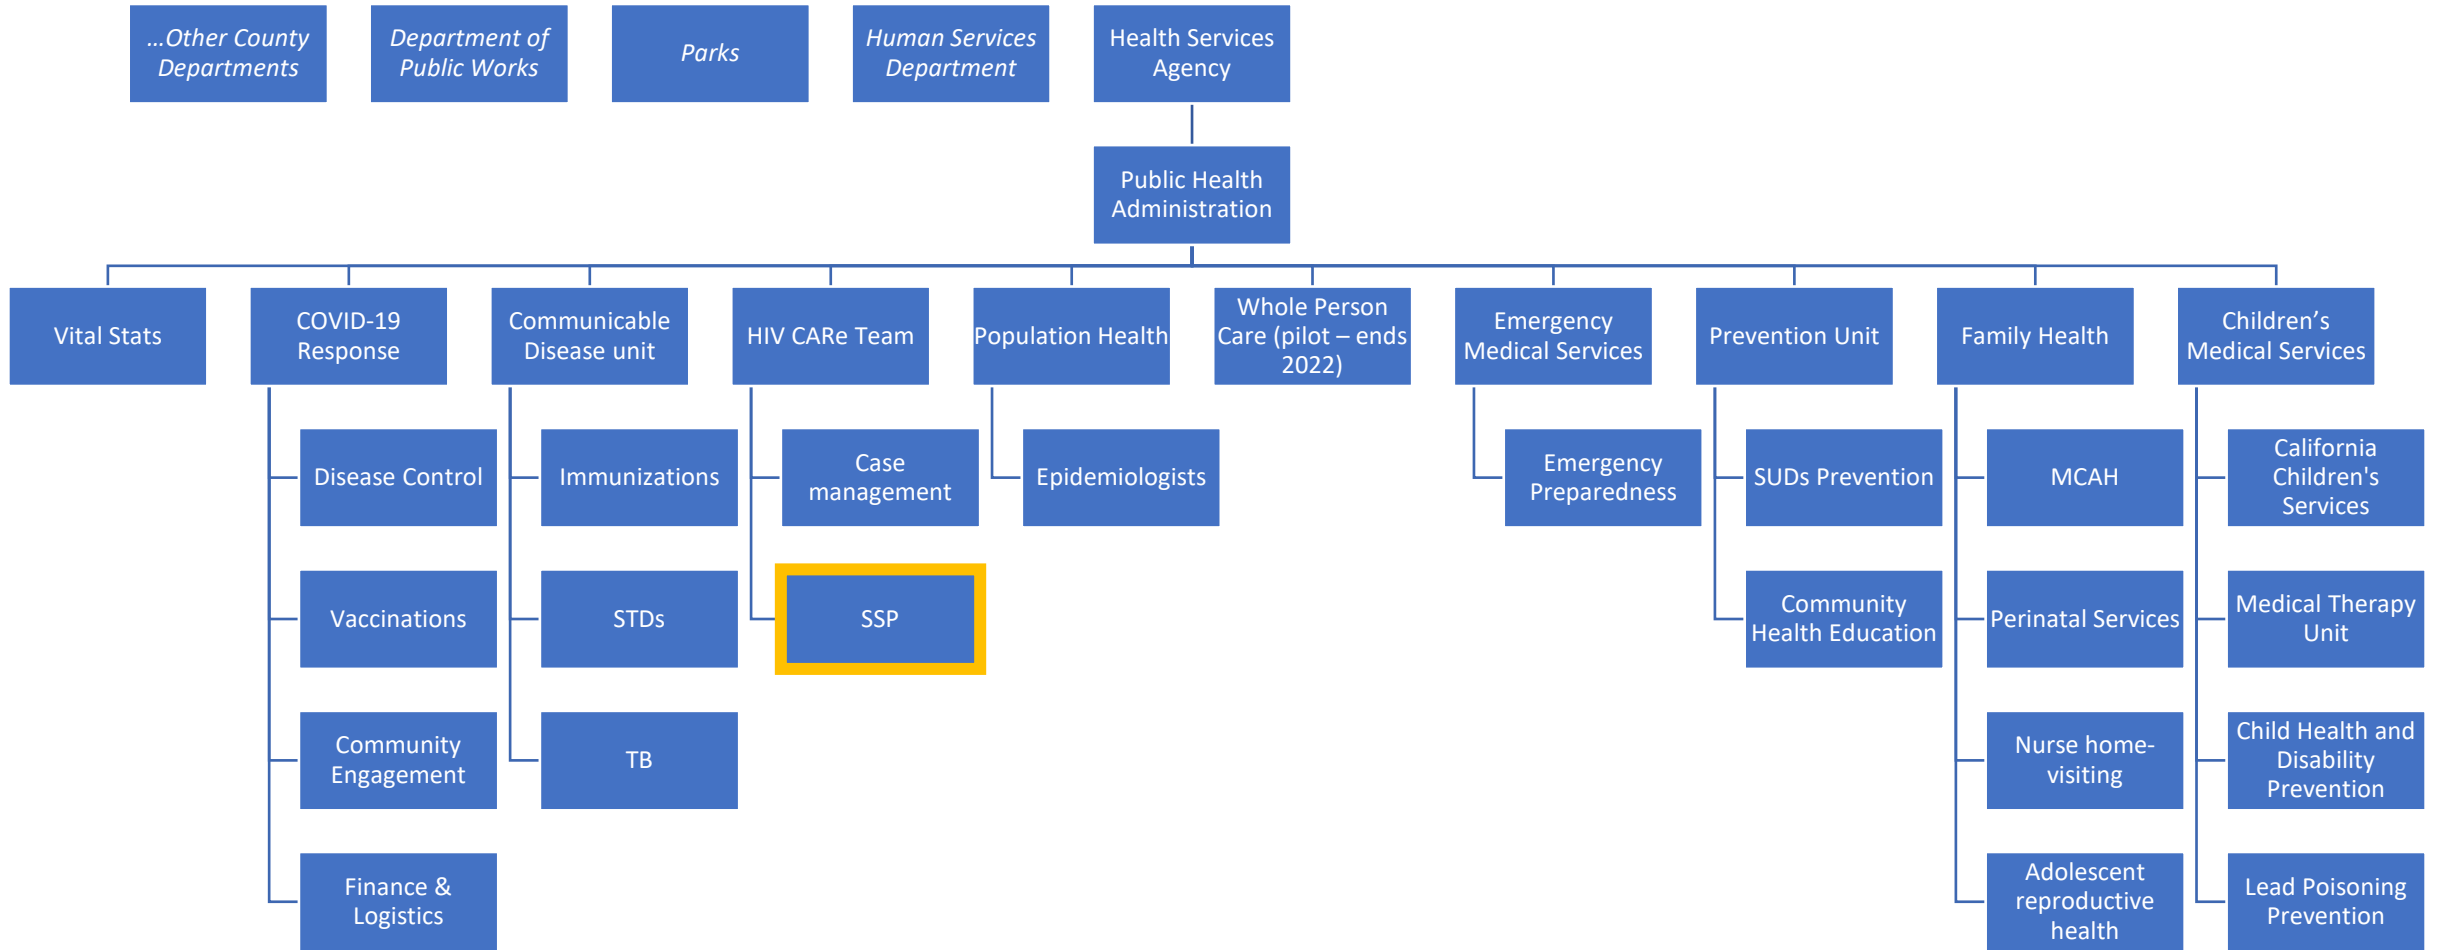 …Other County
Departments
Department of
Public Works
Parks
Human Services
Department
Health Services
Agency
Public Health
Administration
Vital Stats
COVID-19
Response
Communicable
Disease unit
HIV CARe Team
Population Health
Whole Person
Care (pilot – ends
2022)
Emergency
Medical Services
Prevention Unit
Family Health
Children’s
Medical Services
Disease Control
Immunizations
Case
management
Epidemiologists
Emergency
Preparedness
SUDs Prevention
MCAH
California
Children's
Services
Vaccinations
STDs
SSP
Community
Health Education
Perinatal Services
Medical Therapy
Unit
Community
Engagement
TB
Nurse home-
visiting
Child Health and
Disability
Prevention
Finance &
Logistics
Adolescent
reproductive
health
Lead Poisoning
Prevention